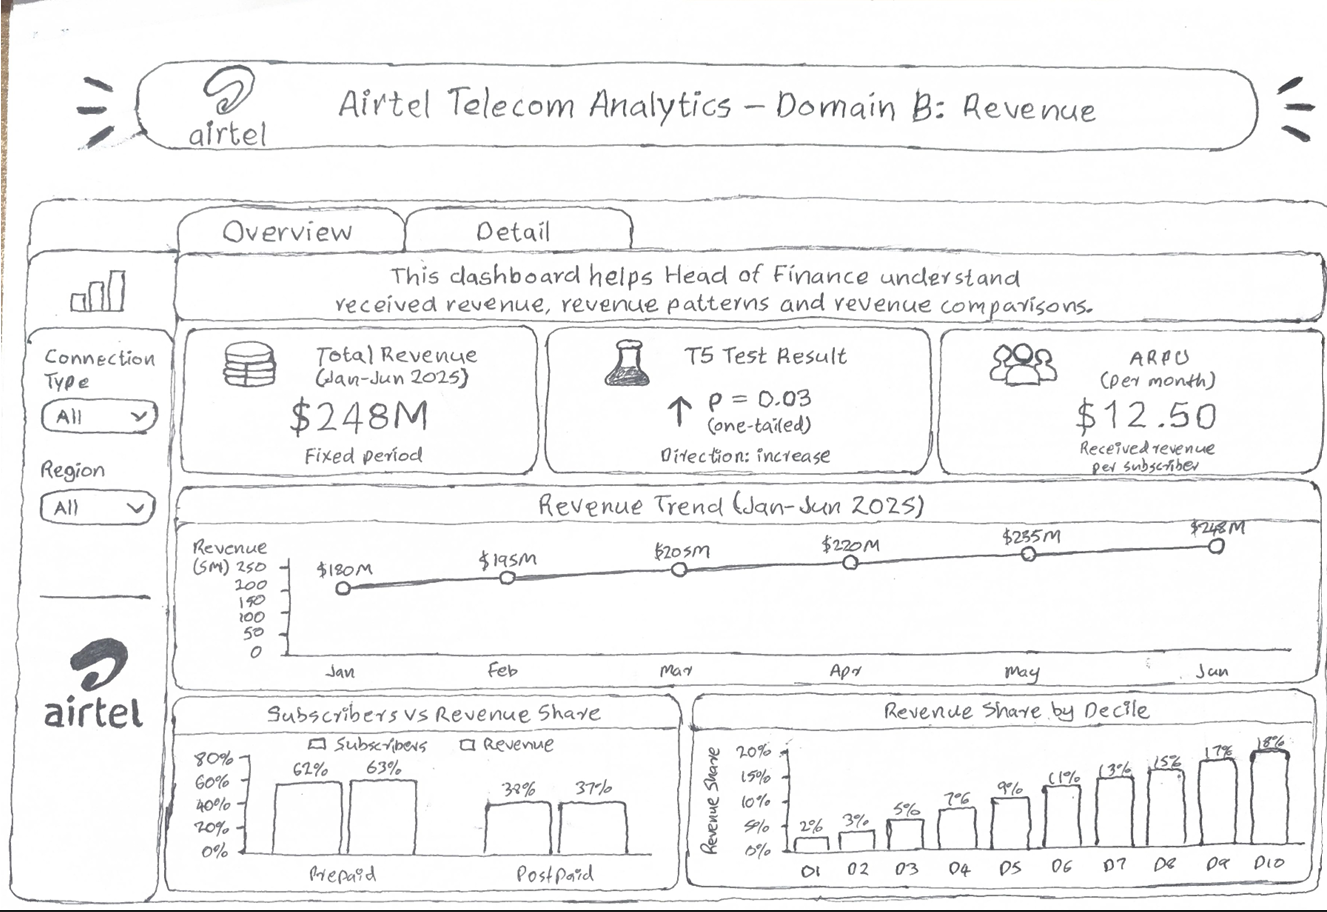 airtel
Airtel Telecom Analytics – Domain B: Revenue
Overview
Detail
This dashboard helps Head of Finance understand
received revenue, revenue patterns and revenue comparisons.
Connection
Type
All
Region
All
airtel
Total Revenue
(Jan-Jun 2025)
$248M
Fixed period
T5 Test Result
↑ p = 0.03
(one-tailed)
Direction: increase
ARPU
(per month)
$12.50
Received revenue
per subscriber
Revenue Trend (Jan-Jun 2025)
Revenue
($M)
250
200
150
100
50
0
$180M
$195M
$205M
$220M
$235M
$248M
Jan
Feb
Mar
Apr
May
Jun
Subscribers vs Revenue Share
Subscribers
Revenue
80%
60%
40%
20%
0%
62%
63%
38%
37%
Prepaid
Postpaid
Revenue Share by Decile
Revenue Share
20%
15%
10%
5%
0%
2%
3%
5%
7%
9%
11%
13%
15%
17%
18%
D1
D2
D3
D4
D5
D6
D7
D8
D9
D10